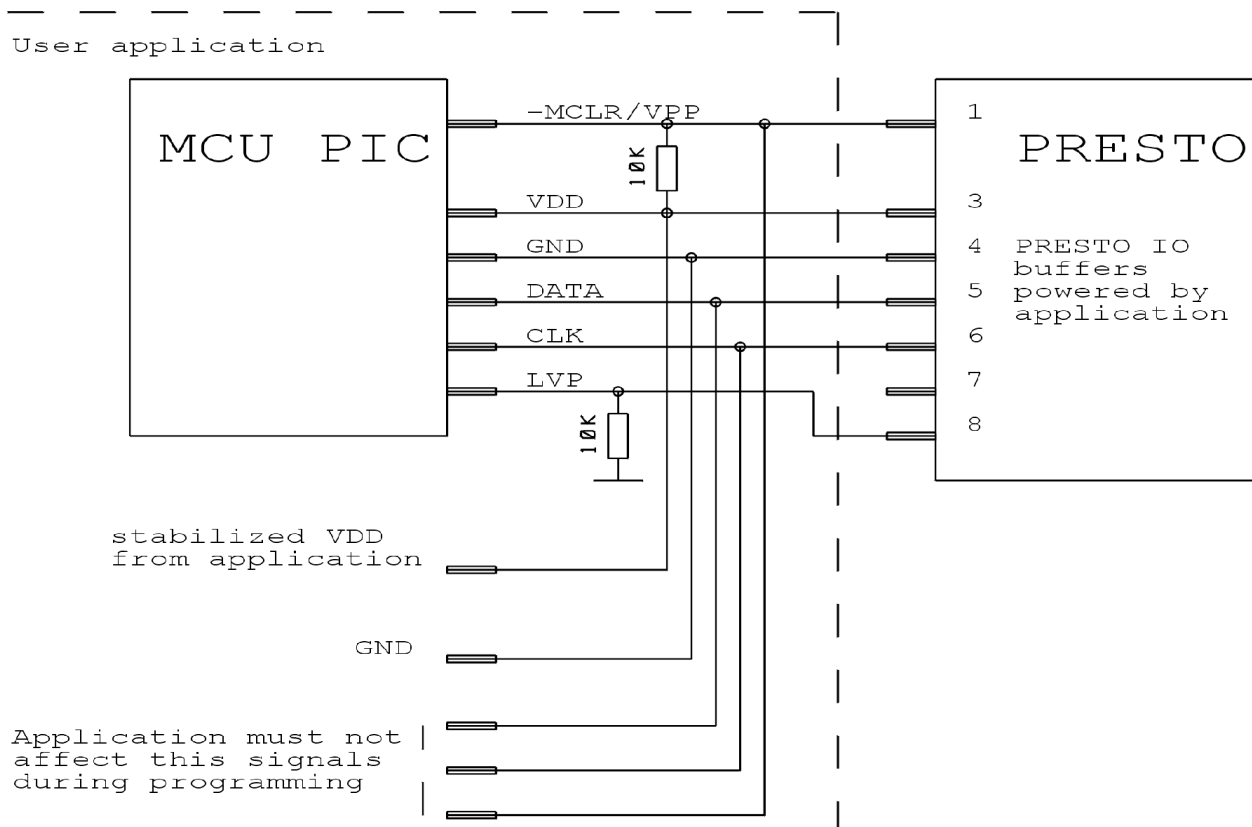 User application
MCU PIC
-MCLR/VPP
10K
VDD
GND
DATA
CLK
LVP
10K
1
PRESTO
3
4
5
6
7
8
PRESTO IO
buffers
powered by
application
stabilized VDD
from application
GND
Application must not
affect this signals
during programming